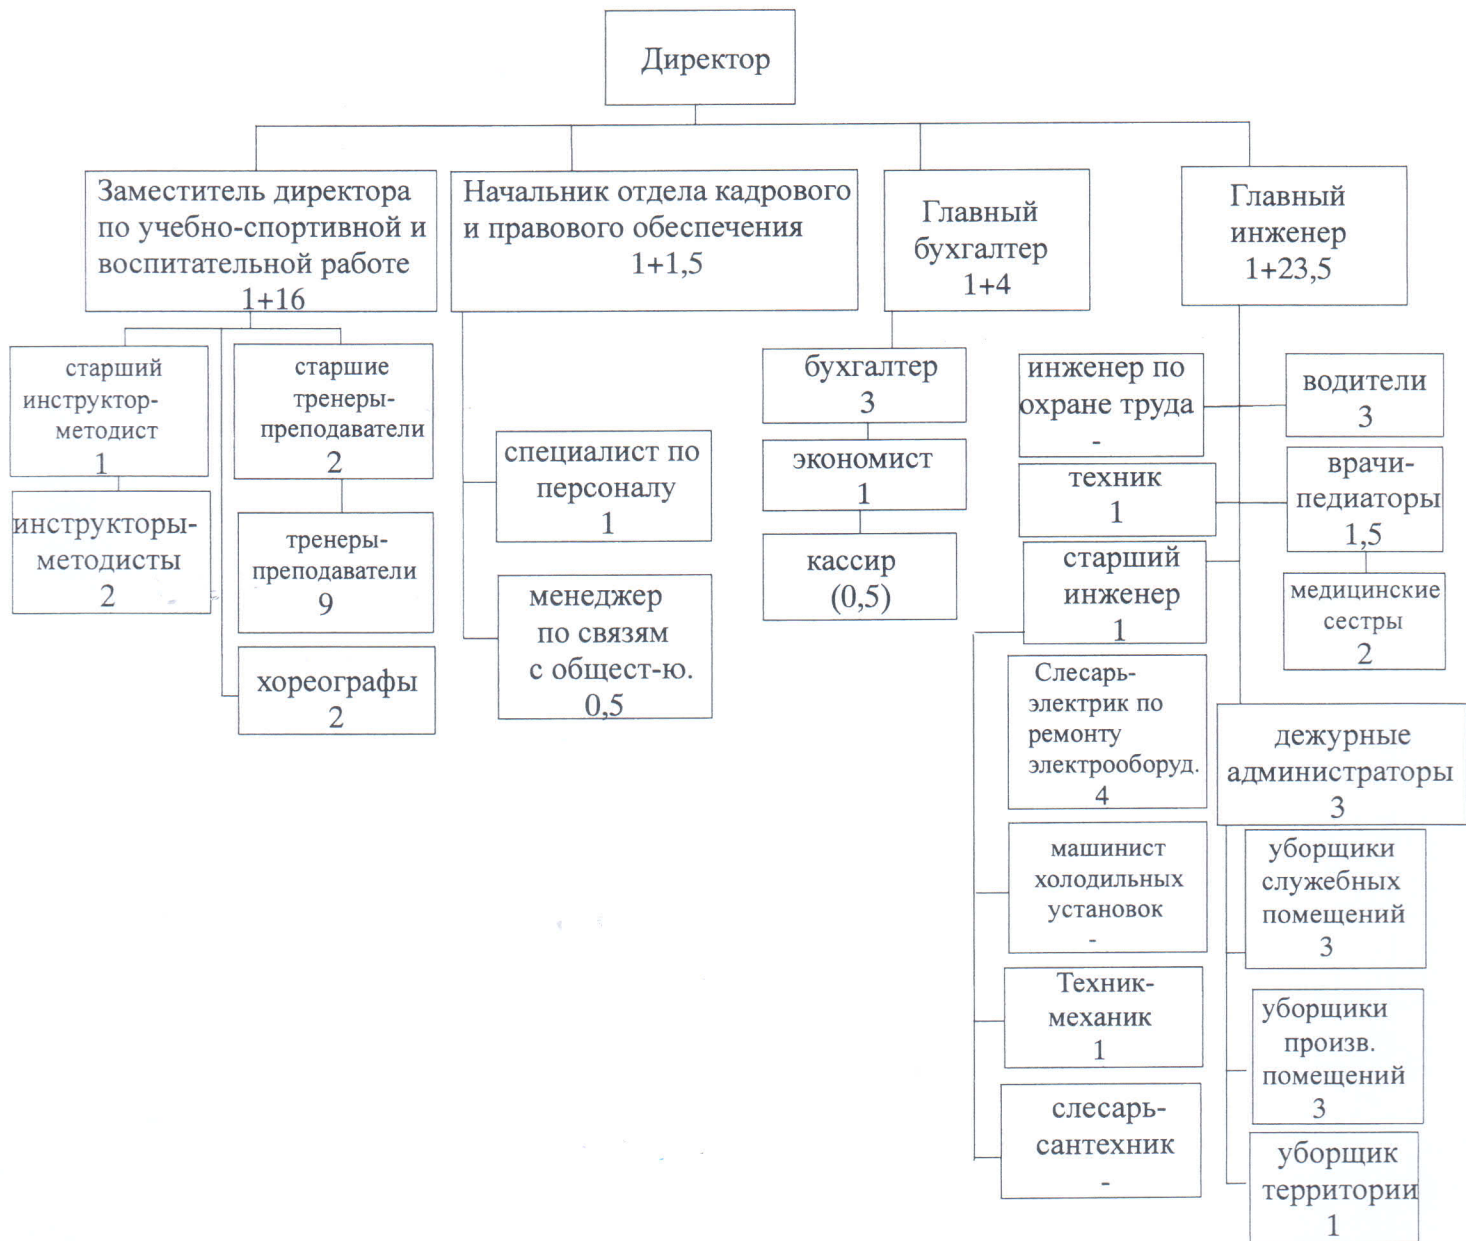 Директор
Заместитель директора
по учебно-спортивной и
воспитательной работе
1+16
Начальник отдела кадрового
и правового обеспечения
1+1,5
Главный
бухгалтер
1+4
Главный
инженер
1+23,5
старший
инструктор-
методист
1
инструкторы-
методисты
2
старшие
тренеры-
преподаватели
2
тренеры-
преподаватели
9
хореографы
2
специалист по
персоналу
1
менеджер
по связям
с общест-ю.
0,5
бухгалтер
3
экономист
1
кассир
(0,5)
инженер по
охране труда
-
техник
1
старший
инженер
1
Слесарь-
электрик по
ремонту
электрооборуд.
4
машинист
холодильных
установок
-
Техник-
механик
1
слесарь-
сантехник
-
водители
3
врачи-
педиаторы
1,5
медицинские
сестры
2
дежурные
администраторы
3
уборщики
служебных
помещений
3
уборщики
произв.
помещений
3
уборщик
территории
1